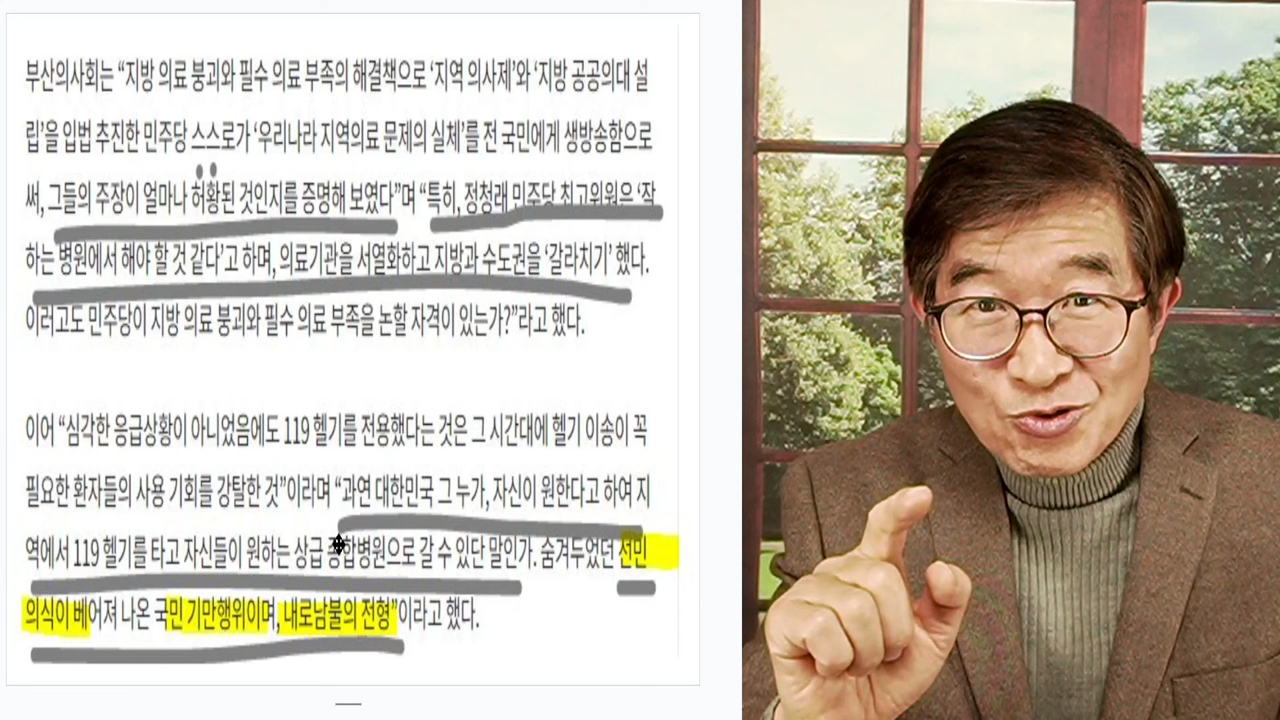 부산의사회는 “지방 의료 붕괴와 필수 의료 부족의 해결책으로 ‘지역 의사제’와 ‘지방 공공의대 설
립’을 입법 추진한 민주당 스스로가 ‘우리나라 지역의료 문제의 실체’를 전 국민에게 생방송함으로
써, 그들의 주장이 얼마나 허황된 것인지를 증명해 보였다”며 “특히, 정청래 민주당 최고위원은 ‘잘
하는 병원에서 해야 할 것 같다’고 하며, 의료기관을 서열화하고 지방과 수도권을 ‘갈라치기’ 했다.
이러고도 민주당이 지방 의료 붕괴와 필수 의료 부족을 논할 자격이 있는가?”라고 했다.
이어 “심각한 응급상황이 아니었음에도 119 헬기를 전용했다는 것은 그 시간대에 헬기 이송이 꼭
필요한 환자들의 사용 기회를 강탈한 것”이라며 “과연 대한민국 그 누가, 자신이 원한다고 하여 지
역에서 119 헬기를 타고 자신들이 원하는 상급 종합병원으로 갈 수 있단 말인가. 숨겨두었던 선민
의식이 베어져 나온 국민 기만행위이며, 내로남불의 전형”이라고 했다.